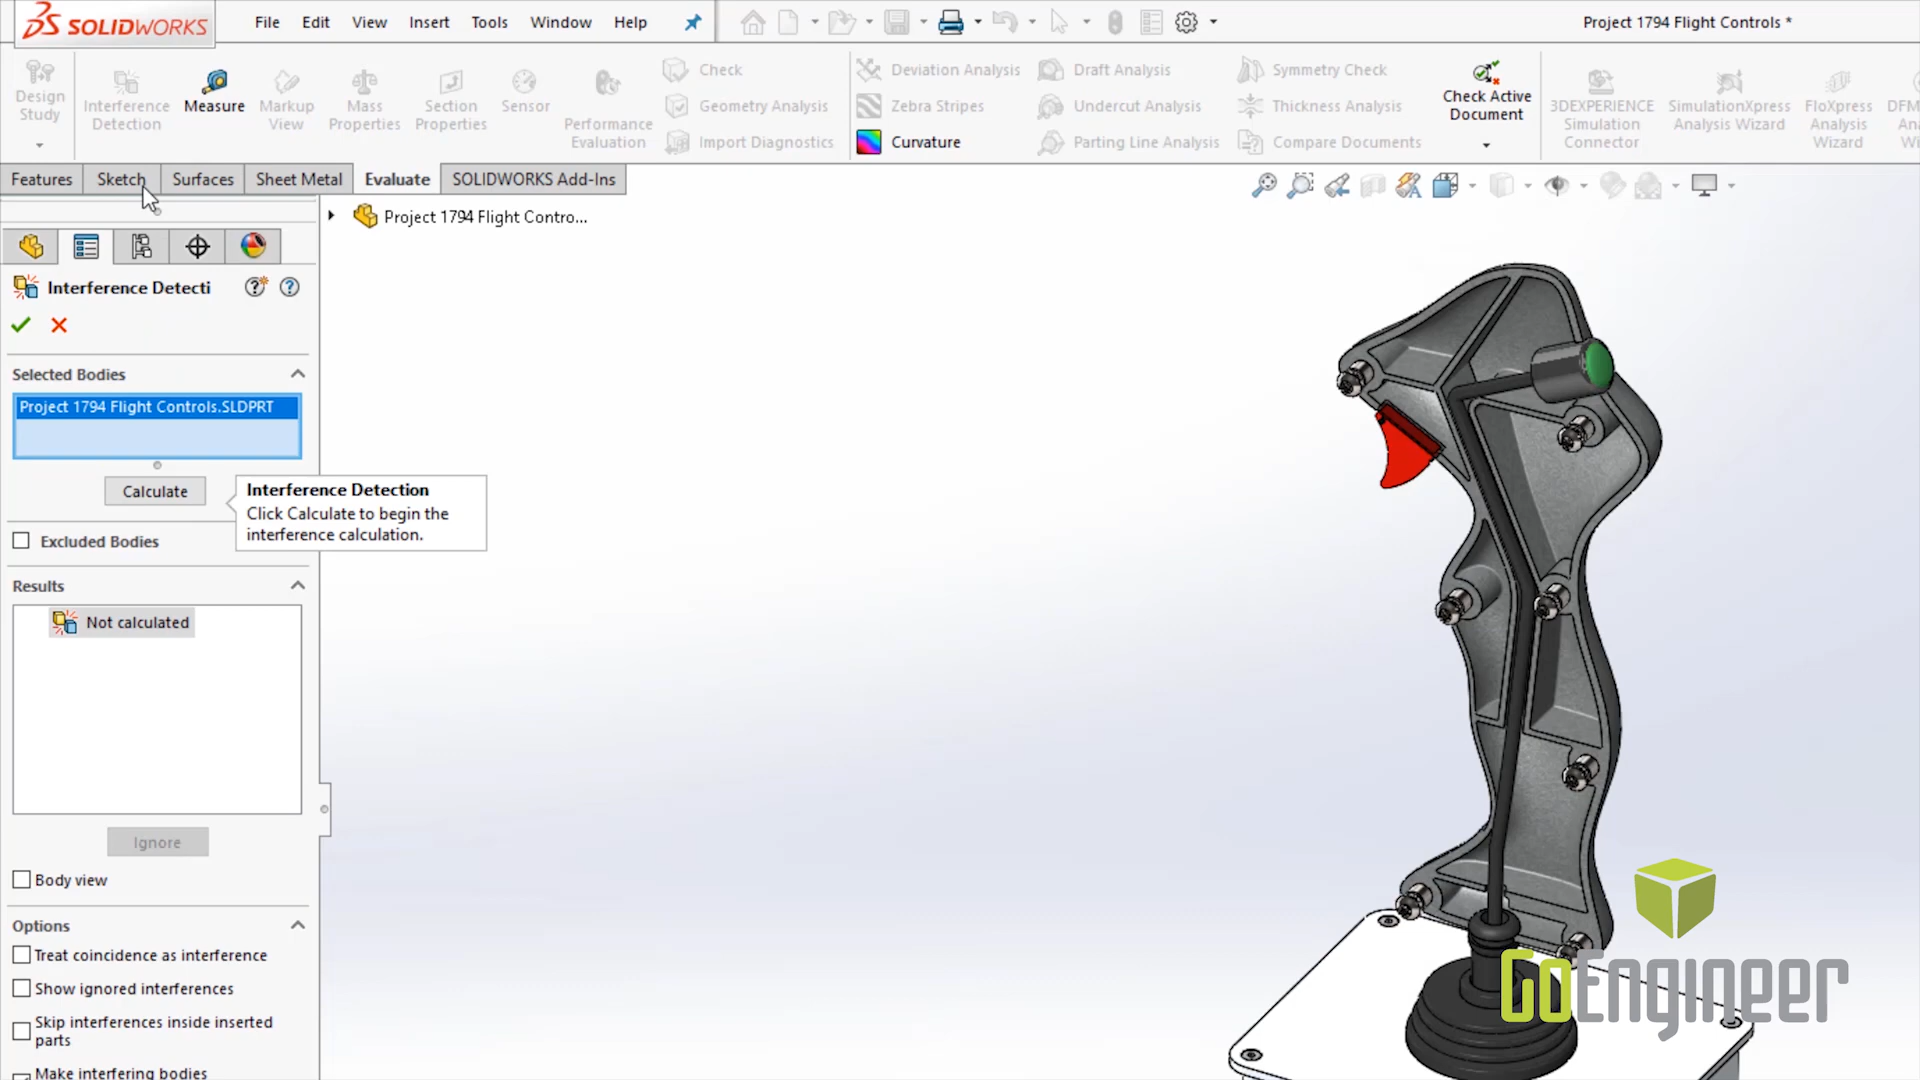 SOLIDWORKS
File Edit View Insert Tools Window Help
Project 1794 Flight Controls *
Design Study
Interference Detection
Measure
Markup View
Mass Properties
Section Properties
Sensor
Performance Evaluation
Check
Geometry Analysis
Import Diagnostics
Deviation Analysis
Zebra Stripes
Curvature
Draft Analysis
Undercut Analysis
Parting Line Analysis
Symmetry Check
Thickness Analysis
Compare Documents
Check Active Document
3DEXPERIENCE Simulation Connector
SimulationXpress Analysis Wizard
FloXpress Analysis Wizard
DFM
Features Sketch Surfaces Sheet Metal Evaluate SOLIDWORKS Add-Ins
Project 1794 Flight Contro...
Interference Detecti
Selected Bodies
Project 1794 Flight Controls.SLDPRT
Calculate
Interference Detection
Click Calculate to begin the
interference calculation.
Excluded Bodies
Results
Not calculated
Ignore
Body view
Options
Treat coincidence as interference
Show ignored interferences
Skip interferences inside inserted
parts
Make interfering bodies
GoEngineer